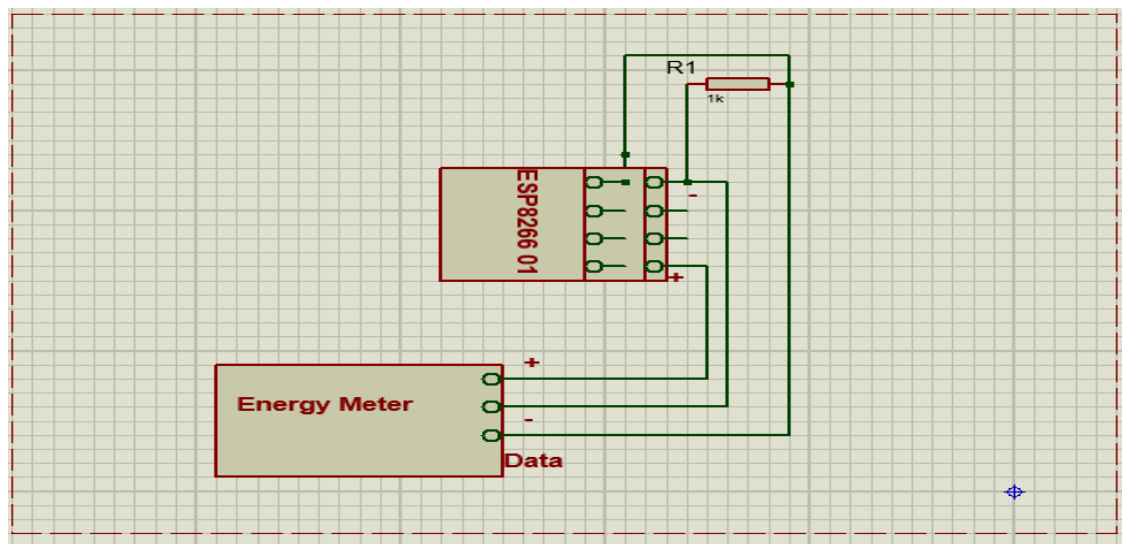 R1
1k
ESP8266 01
-
+
+
Energy Meter
-
Data